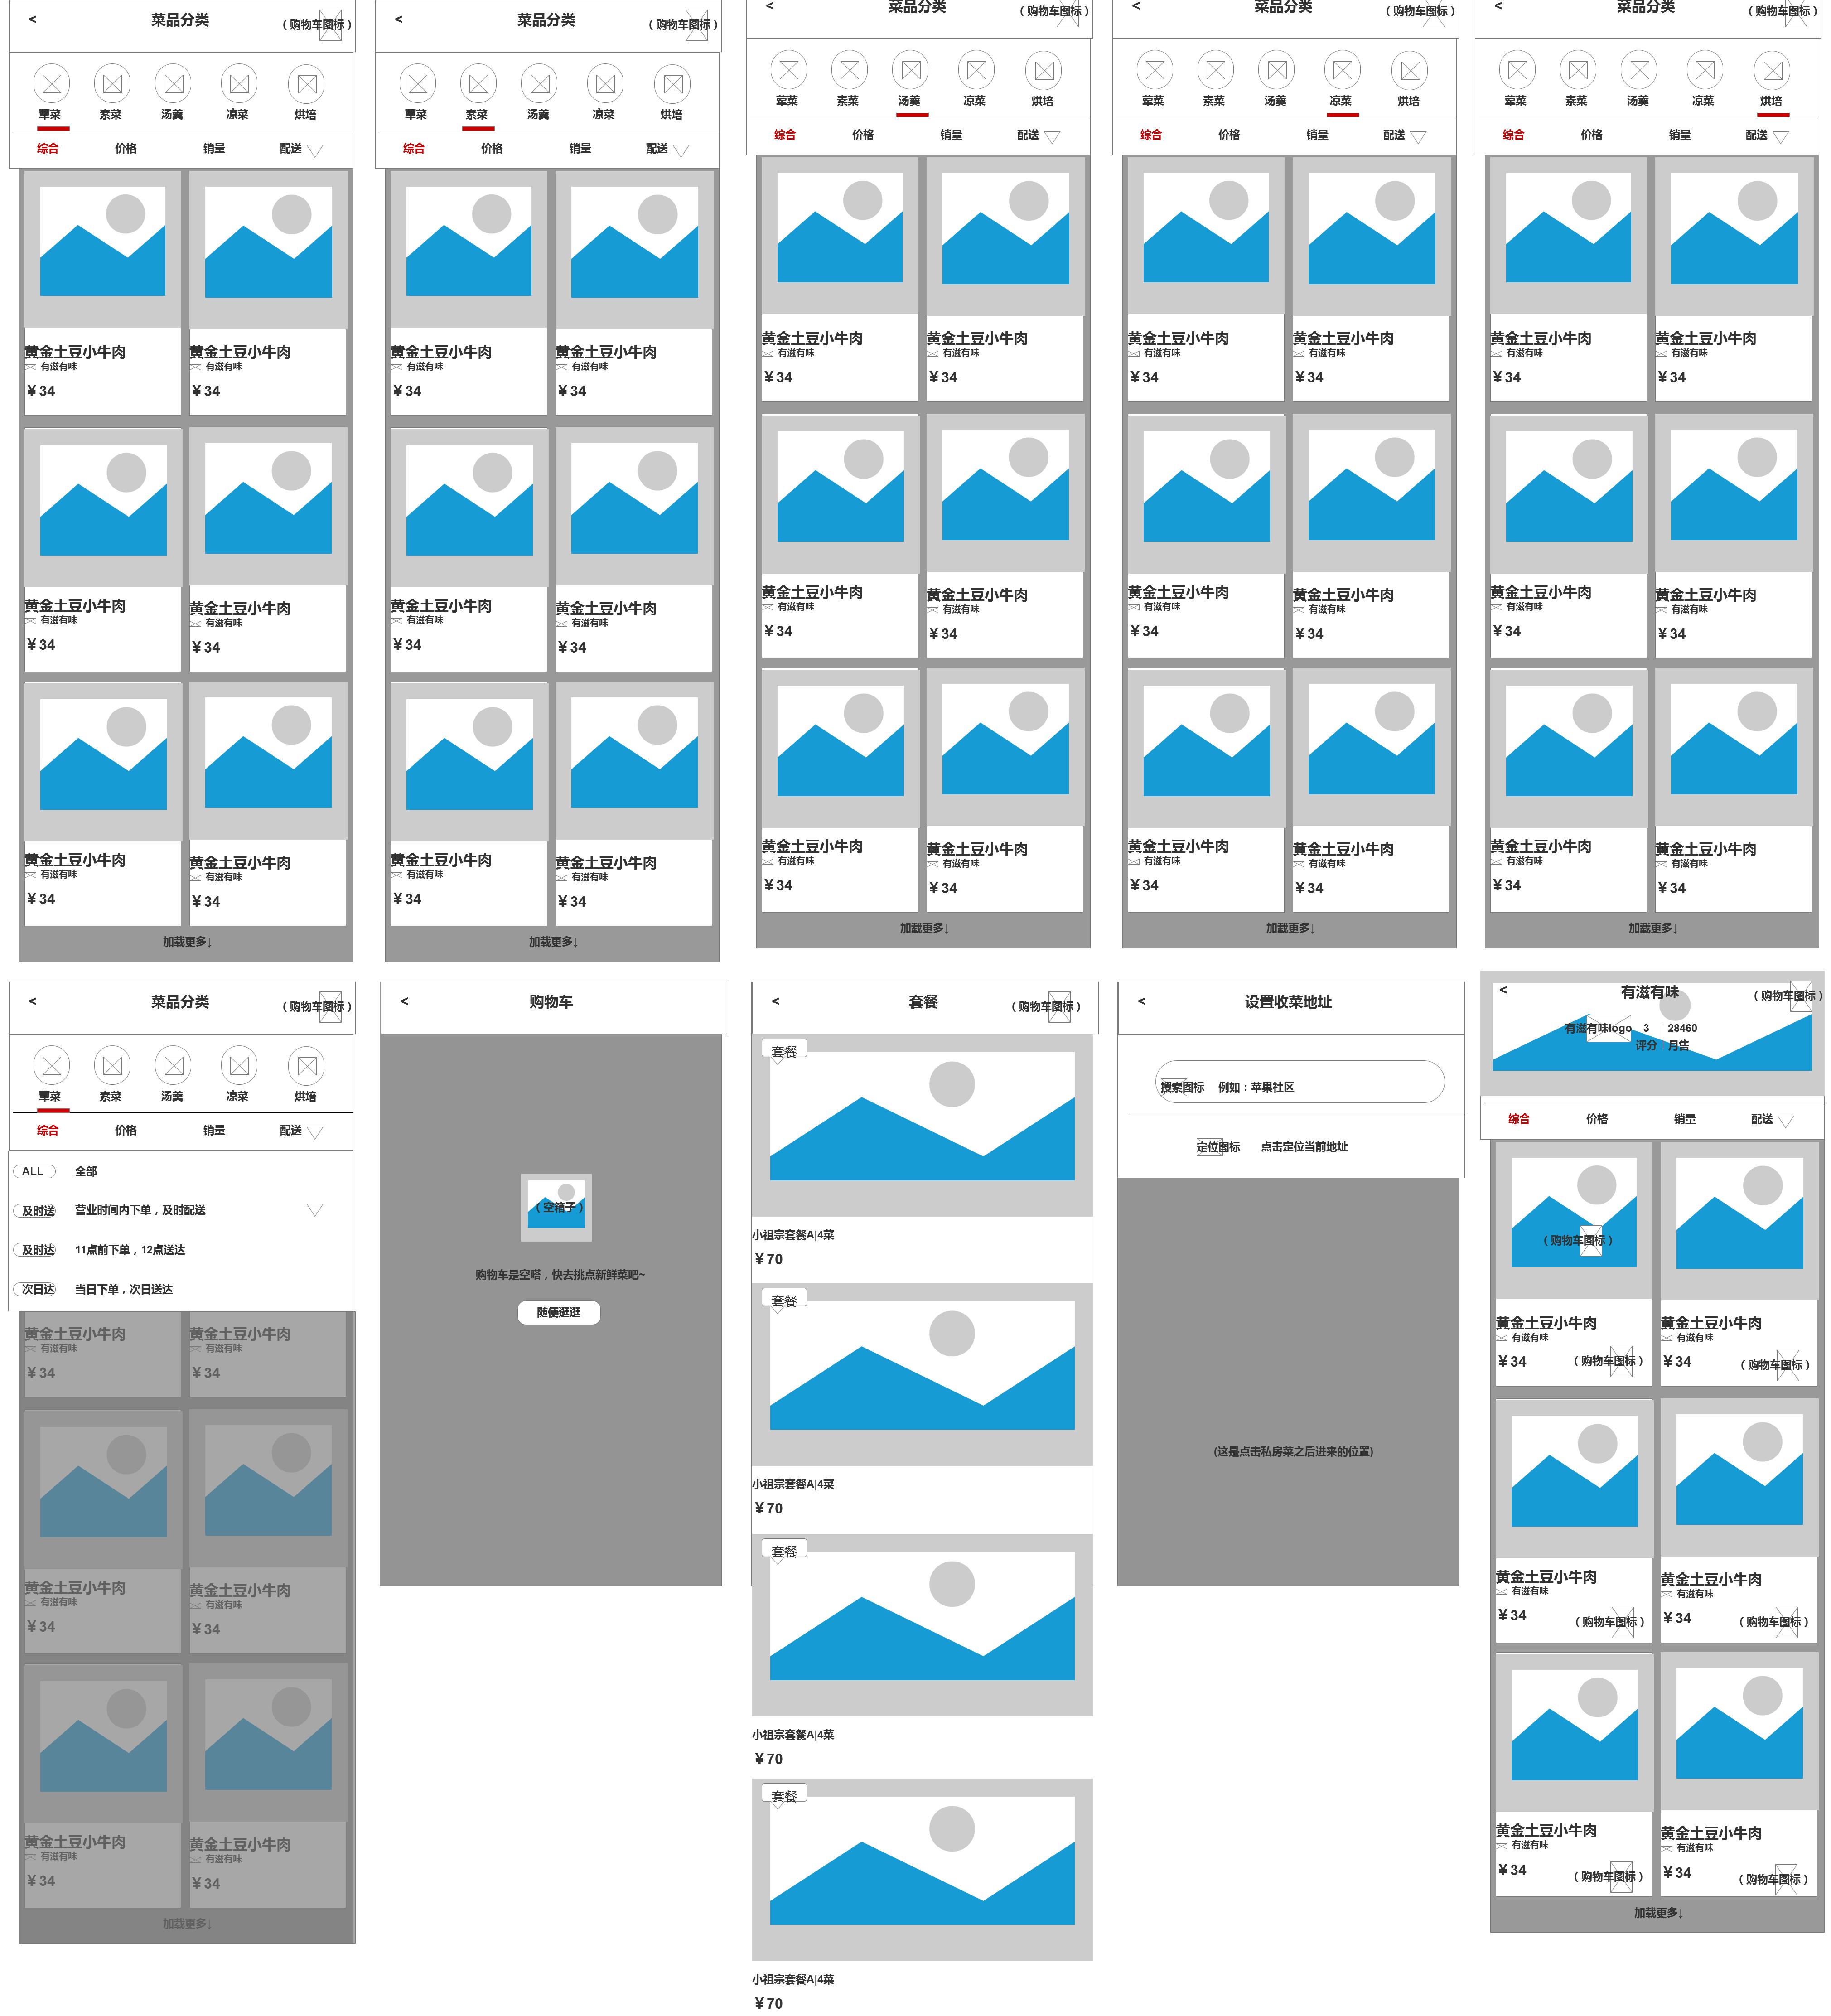 <
菜品分类
(购物车图标)
荤菜
素菜
汤羹
凉菜
烘培
综合
价格
销量
配送
黄金土豆小牛肉
有滋有味
￥34
黄金土豆小牛肉
有滋有味
￥34
黄金土豆小牛肉
有滋有味
￥34
黄金土豆小牛肉
有滋有味
￥34
黄金土豆小牛肉
有滋有味
￥34
黄金土豆小牛肉
有滋有味
￥34
加载更多↓
<
菜品分类
(购物车图标)
荤菜
素菜
汤羹
凉菜
烘培
综合
价格
销量
配送
黄金土豆小牛肉
有滋有味
￥34
黄金土豆小牛肉
有滋有味
￥34
黄金土豆小牛肉
有滋有味
￥34
黄金土豆小牛肉
有滋有味
￥34
黄金土豆小牛肉
有滋有味
￥34
黄金土豆小牛肉
有滋有味
￥34
加载更多↓
<
菜品分类
(购物车图标)
荤菜
素菜
汤羹
凉菜
烘培
综合
价格
销量
配送
黄金土豆小牛肉
有滋有味
￥34
黄金土豆小牛肉
有滋有味
￥34
黄金土豆小牛肉
有滋有味
￥34
黄金土豆小牛肉
有滋有味
￥34
黄金土豆小牛肉
有滋有味
￥34
黄金土豆小牛肉
有滋有味
￥34
加载更多↓
<
菜品分类
(购物车图标)
荤菜
素菜
汤羹
凉菜
烘培
综合
价格
销量
配送
黄金土豆小牛肉
有滋有味
￥34
黄金土豆小牛肉
有滋有味
￥34
黄金土豆小牛肉
有滋有味
￥34
黄金土豆小牛肉
有滋有味
￥34
黄金土豆小牛肉
有滋有味
￥34
黄金土豆小牛肉
有滋有味
￥34
加载更多↓
<
菜品分类
(购物车图标)
荤菜
素菜
汤羹
凉菜
烘培
综合
价格
销量
配送
黄金土豆小牛肉
有滋有味
￥34
黄金土豆小牛肉
有滋有味
￥34
黄金土豆小牛肉
有滋有味
￥34
黄金土豆小牛肉
有滋有味
￥34
黄金土豆小牛肉
有滋有味
￥34
黄金土豆小牛肉
有滋有味
￥34
加载更多↓
<
菜品分类
(购物车图标)
荤菜
素菜
汤羹
凉菜
烘培
综合
价格
销量
配送
ALL 全部
及时送 营业时间内下单，及时配送
及时达 11点前下单，12点送达
次日达 当日下单，次日送达
黄金土豆小牛肉
有滋有味
￥34
黄金土豆小牛肉
有滋有味
￥34
黄金土豆小牛肉
有滋有味
￥34
黄金土豆小牛肉
有滋有味
￥34
黄金土豆小牛肉
有滋有味
￥34
黄金土豆小牛肉
有滋有味
￥34
加载更多↓
<
购物车
(空箱子)
购物车是空嗒，快去挑点新鲜菜吧~
随便逛逛
<
套餐
(购物车图标)
套餐
小祖宗套餐A|4菜
￥70
套餐
小祖宗套餐A|4菜
￥70
套餐
小祖宗套餐A|4菜
￥70
套餐
小祖宗套餐A|4菜
￥70
<
设置收菜地址
搜索图标 例如：苹果社区
定位图标 点击定位当前地址
(这是点击私房菜之后进来的位置)
<
有滋有味
(购物车图标)
有滋有味logo
3
28460
评分
月售
综合
价格
销量
配送
(购物车图标)
黄金土豆小牛肉
有滋有味
￥34
(购物车图标)
黄金土豆小牛肉
有滋有味
￥34
(购物车图标)
黄金土豆小牛肉
有滋有味
￥34
(购物车图标)
黄金土豆小牛肉
有滋有味
￥34
(购物车图标)
黄金土豆小牛肉
有滋有味
￥34
(购物车图标)
黄金土豆小牛肉
有滋有味
￥34
(购物车图标)
加载更多↓